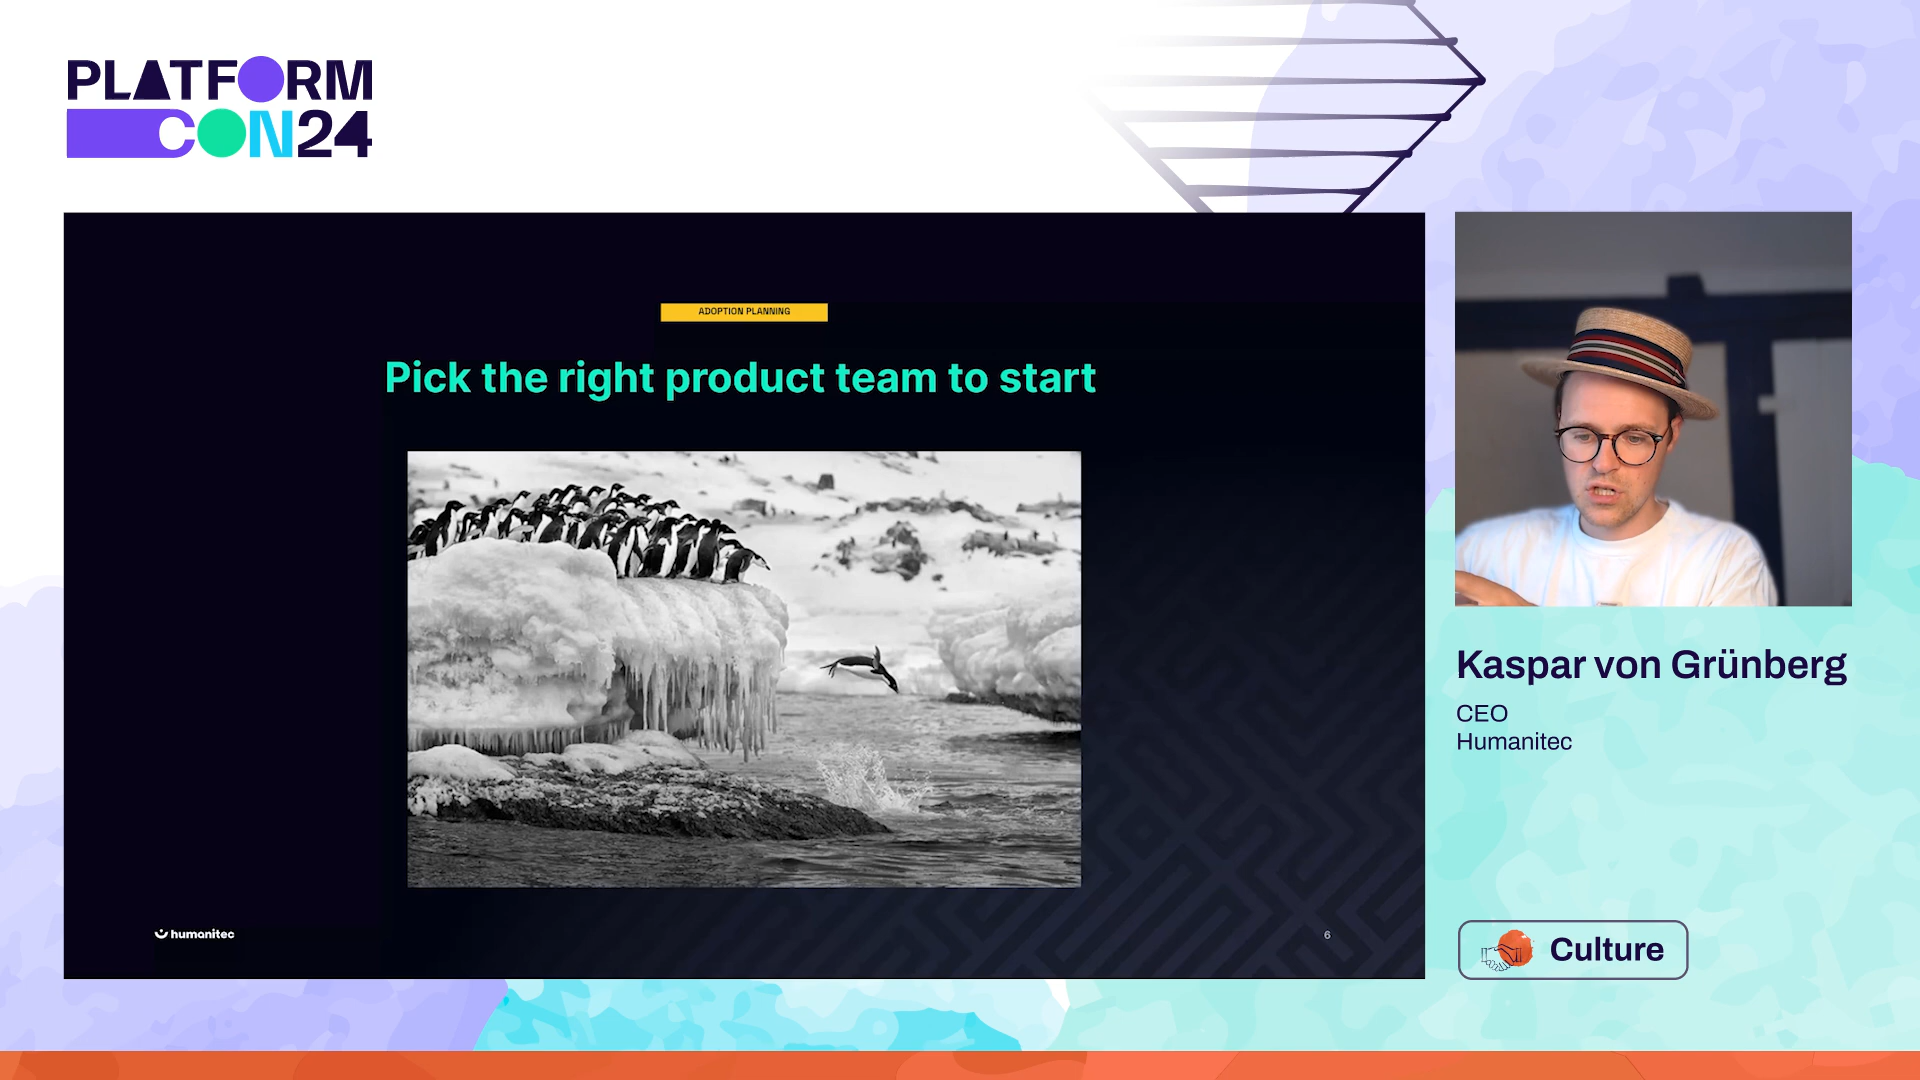 PLATFORM
CON24
ADOPTION PLANNING
Pick the right product team to start
humanitec
6
Kaspar von Grünberg
CEO
Humanitec
Culture